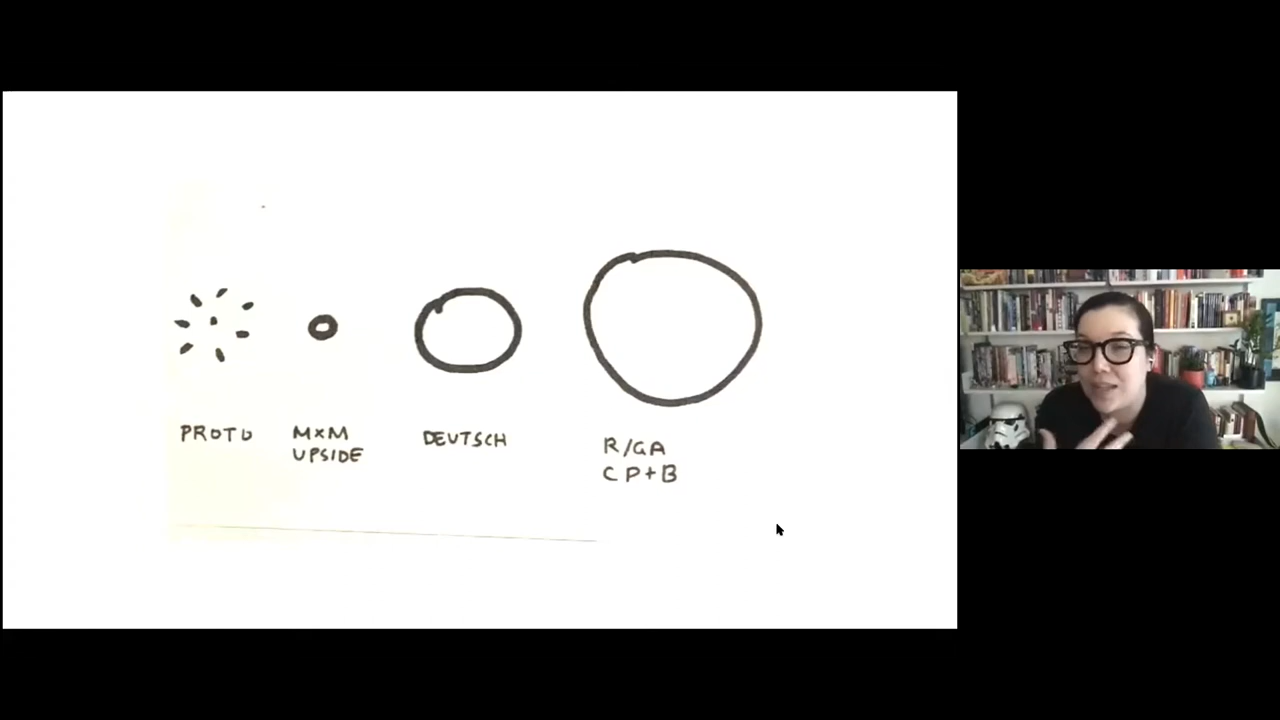 PROTO
MxM
UPSIDE
DEUTSCH
R/GA
CP+B